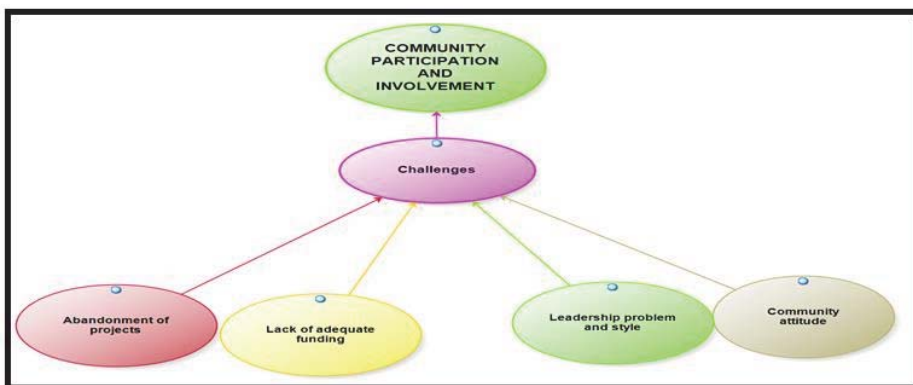 COMMUNITY
PARTICIPATION
AND
INVOLVEMENT
Challenges
Abandonment of
projects
Lack of adequate
funding
Leadership problem
and style
Community
attitude